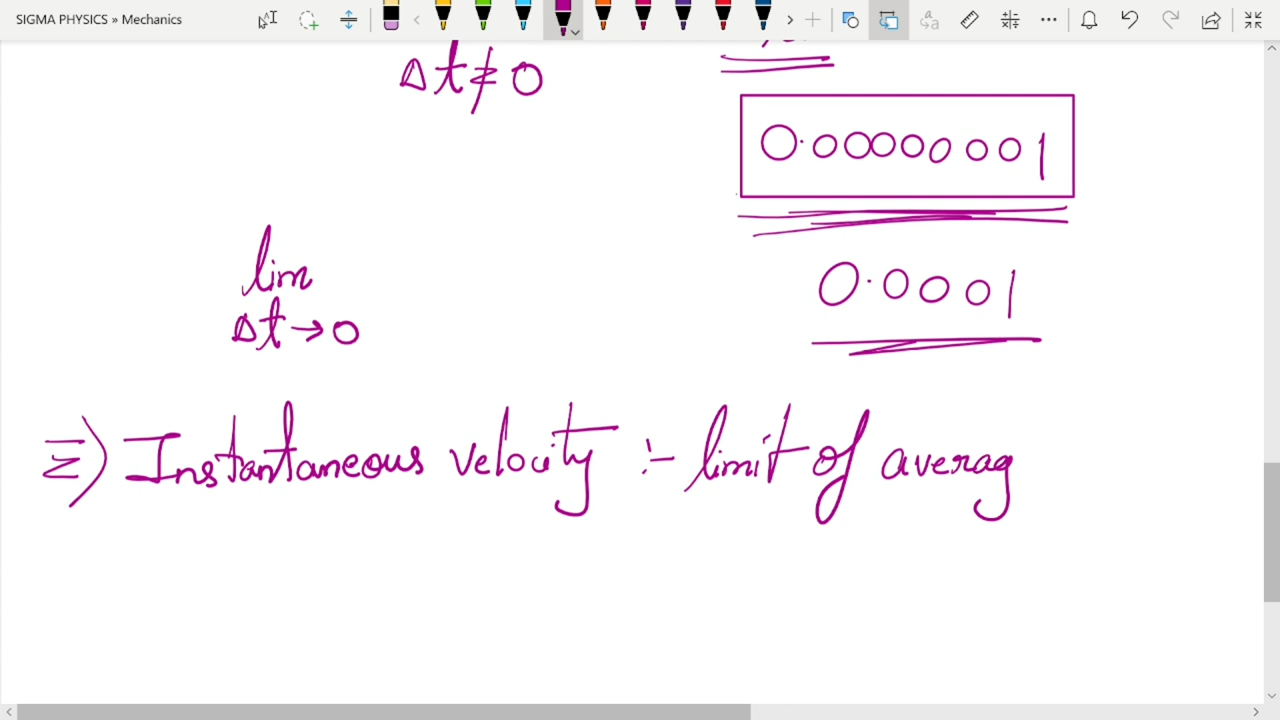 SIGMA PHYSICS » Mechanics
Δt≠0
0.00000001
0.0001
lim
Δt→0
Instantaneous velocity :- limit of averag